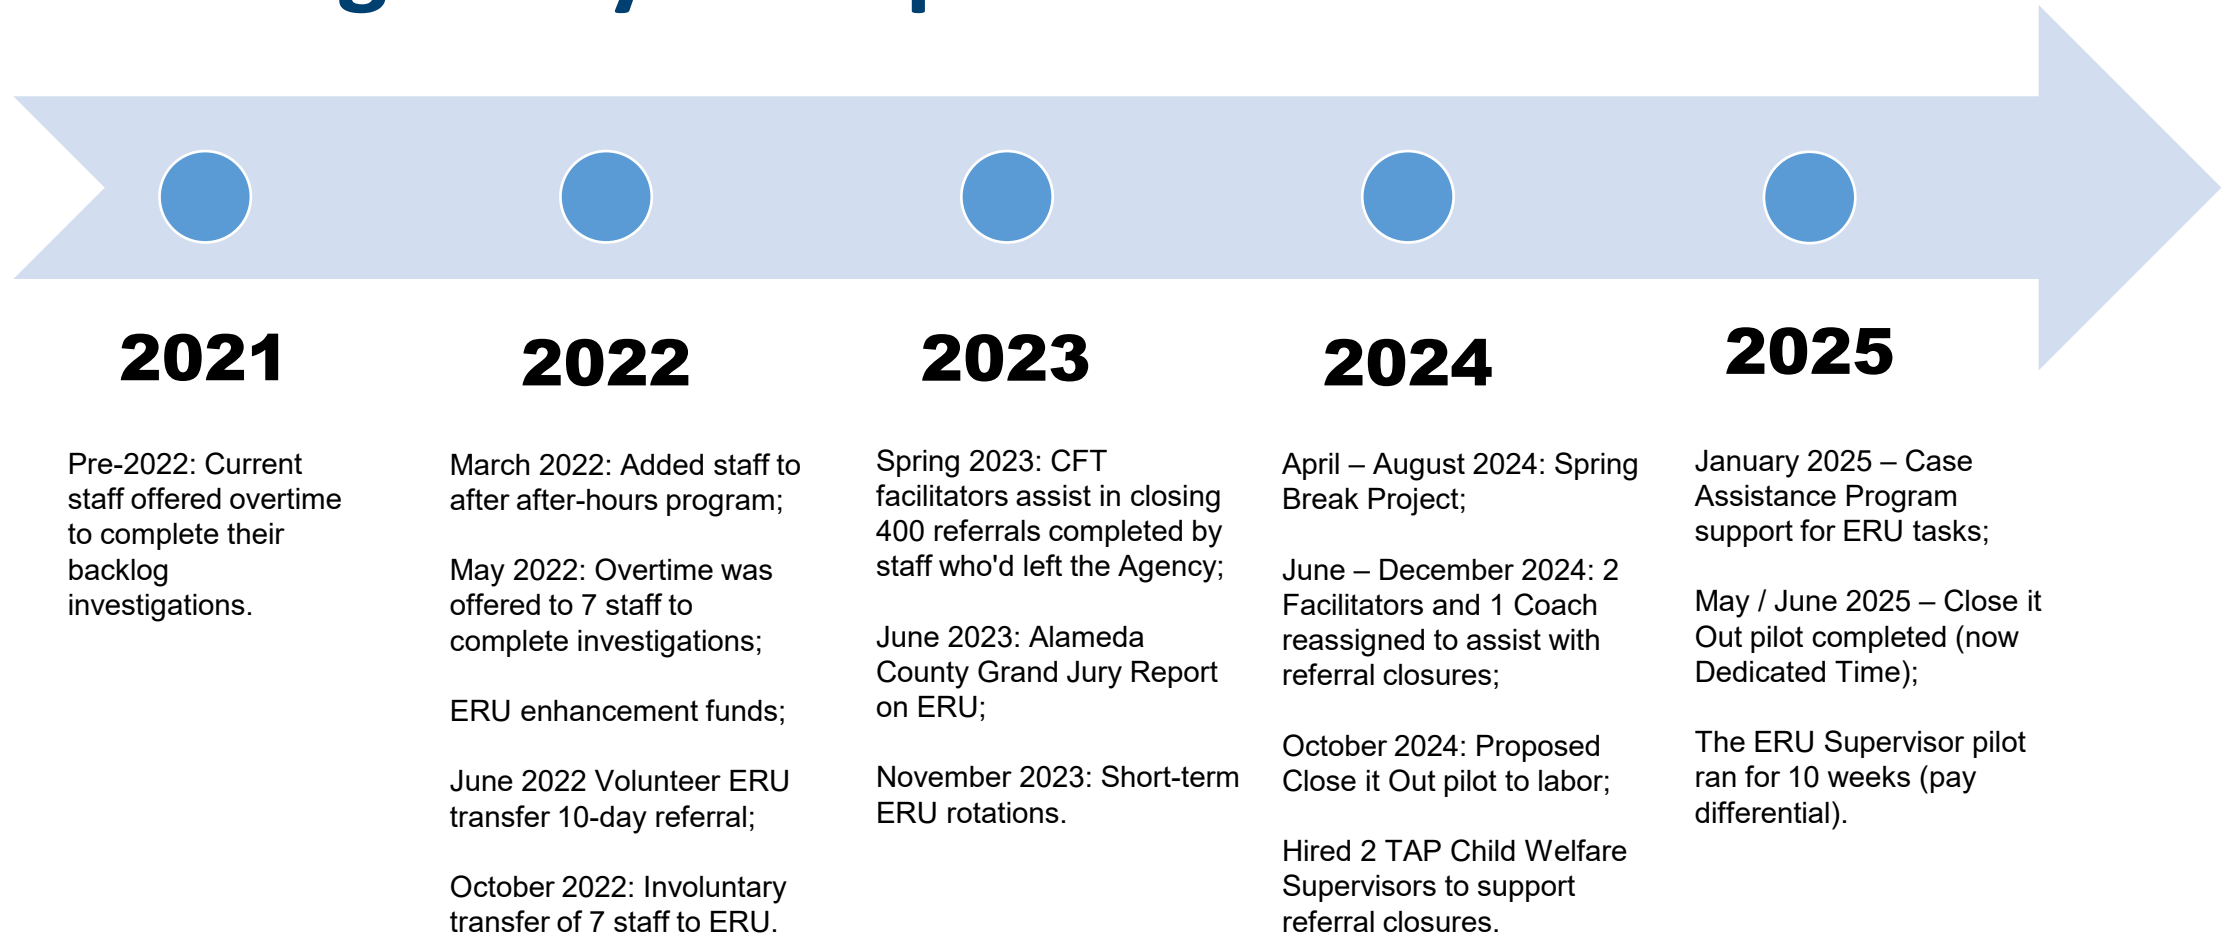 2021
Pre-2022: Current
staff offered overtime
to complete their
backlog
investigations.
2022
March 2022: Added staff to
after after-hours program;
May 2022: Overtime was
offered to 7 staff to
complete investigations;
ERU enhancement funds;
June 2022 Volunteer ERU
transfer 10-day referral;
October 2022: Involuntary
transfer of 7 staff to ERU.
2023
Spring 2023: CFT
facilitators assist in closing
400 referrals completed by
staff who'd left the Agency;
June 2023: Alameda
County Grand Jury Report
on ERU;
November 2023: Short-term
ERU rotations.
2024
April – August 2024: Spring
Break Project;
June – December 2024: 2
Facilitators and 1 Coach
reassigned to assist with
referral closures;
October 2024: Proposed
Close it Out pilot to labor;
Hired 2 TAP Child Welfare
Supervisors to support
referral closures.
2025
January 2025 – Case
Assistance Program
support for ERU tasks;
May / June 2025 – Close it
Out pilot completed (now
Dedicated Time);
The ERU Supervisor pilot
ran for 10 weeks (pay
differential).